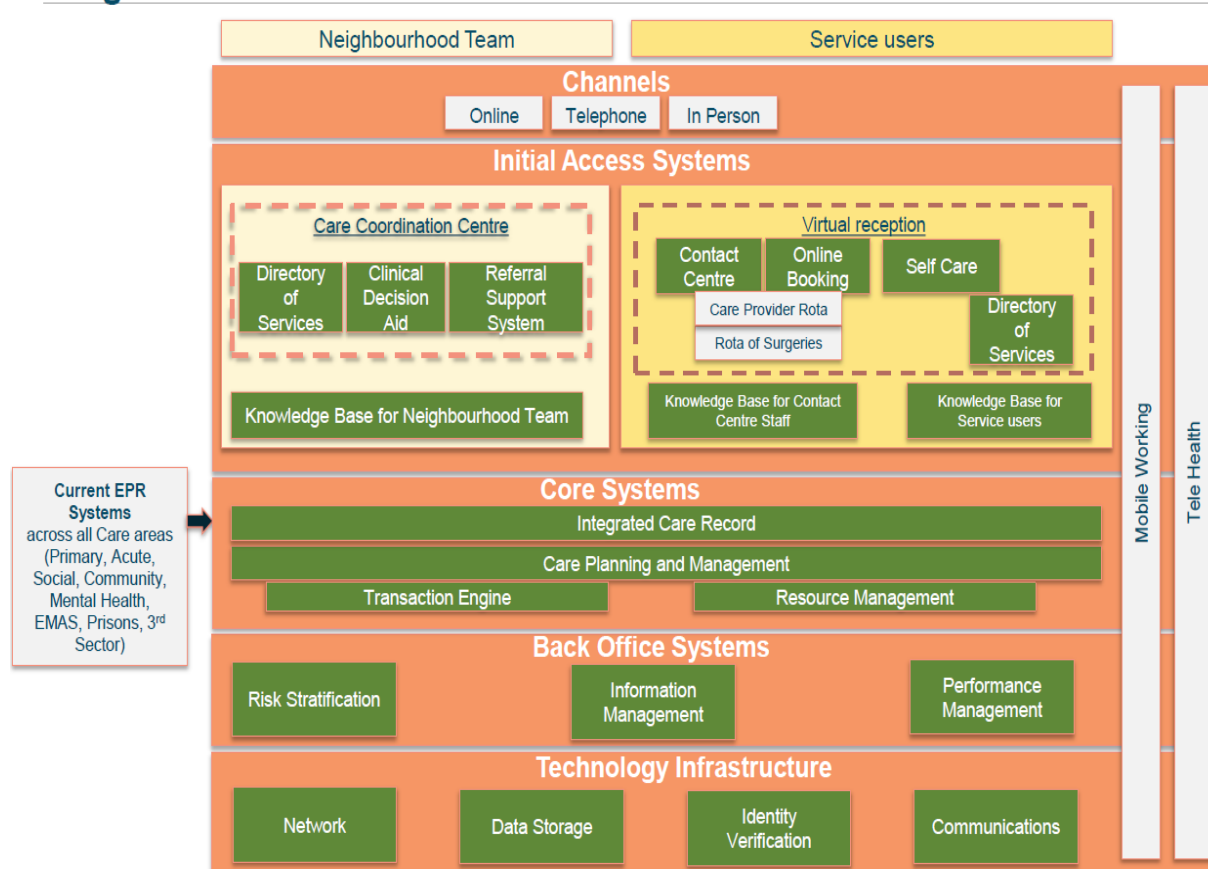 Neighbourhood Team
Service users
Channels
Online
Telephone
In Person
Initial Access Systems
Care Coordination Centre
Directory
of
Services
Clinical
Decision
Aid
Referral
Support
System
Knowledge Base for Neighbourhood Team
Virtual reception
Contact
Centre
Online
Booking
Self Care
Care Provider Rota
Rota of Surgeries
Directory
of
Services
Knowledge Base for Contact
Centre Staff
Knowledge Base for
Service users
Mobile Working
Tele Health
Current EPR
Systems
across all Care areas
(Primary, Acute,
Social, Community,
Mental Health,
EMAS, Prisons, 3rd
Sector)
Core Systems
Integrated Care Record
Care Planning and Management
Transaction Engine
Resource Management
Back Office Systems
Risk Stratification
Information
Management
Performance
Management
Technology Infrastructure
Network
Data Storage
Identity
Verification
Communications